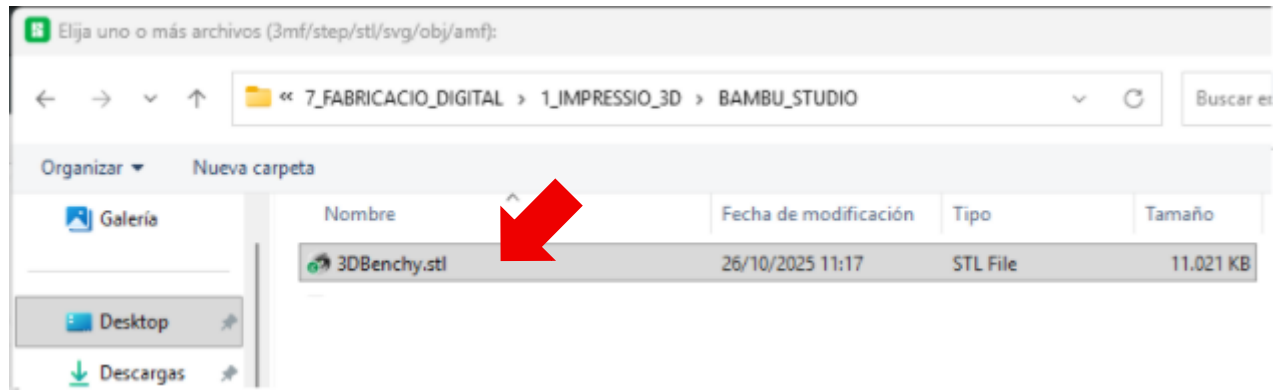 Elija uno o más archivos (3mf/step/stl/svg/obj/amf):
« 7_FABRICACIO_DIGITAL > 1_IMPRESSIO_3D > BAMBU_STUDIO
Buscar en
Organizar Nueva carpeta
Galería
Nombre Fecha de modificación Tipo Tamaño
3DBenchy.stl 26/10/2025 11:17 STL File 11.021 KB
Desktop
Descargas